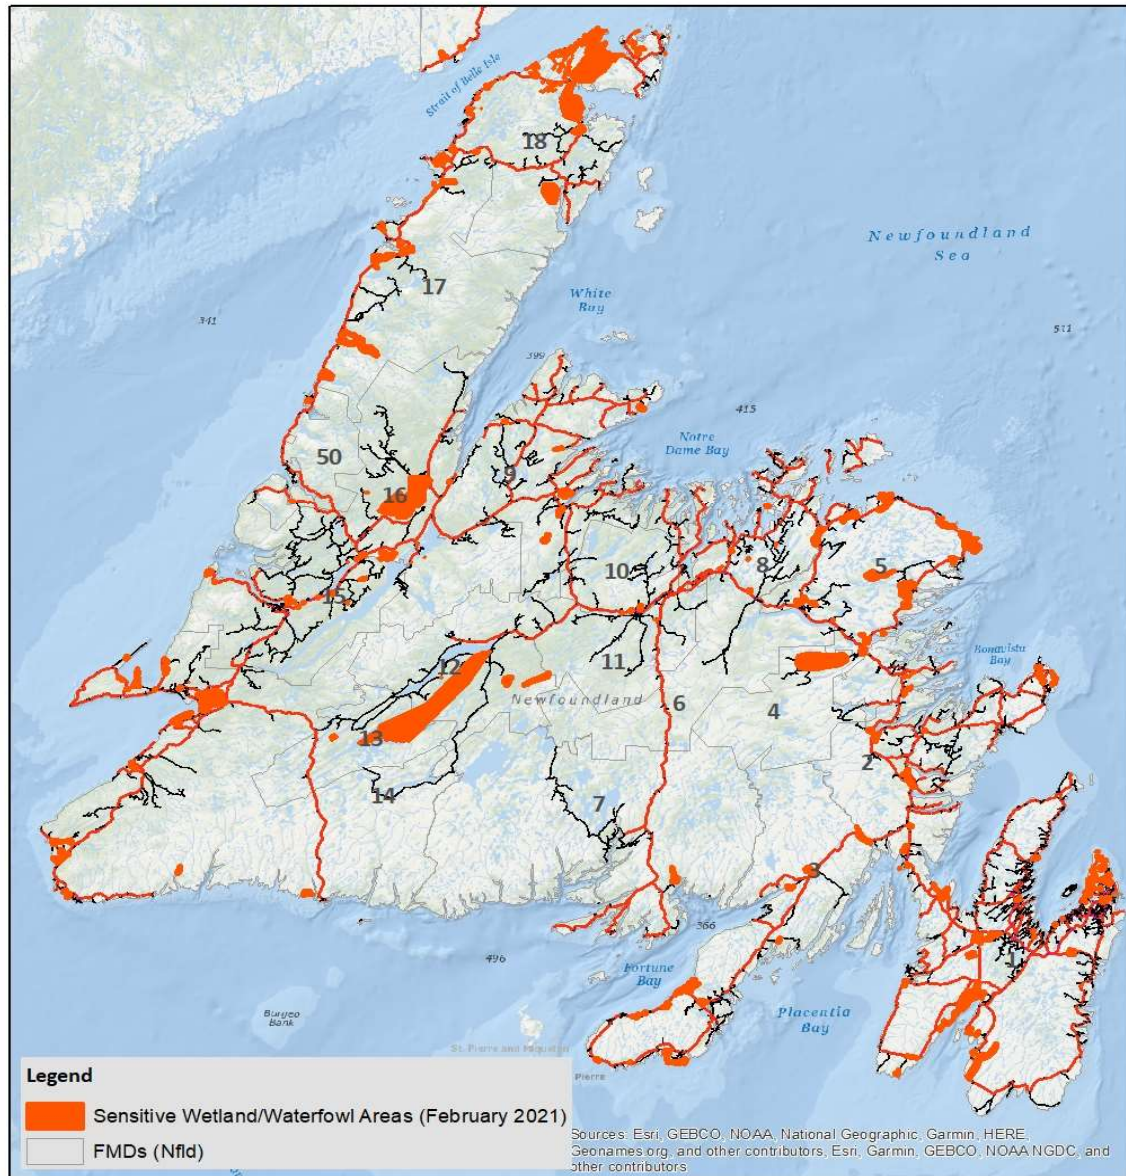 Strait of Belle Isle
18
Newfoundland
Sea
17
White
Bay
341
511
399
415
Notre
Dame Bay
50
9
16
10
8
5
15
12
11
Bonavista
Bay
Newfoundland
6
4
13
2
14
7
3
366
1
496
Fortune
Bay
Placentia
Bay
Burgeo
Bank
St. Pierre and Miquelon
Pierre
Legend
Sensitive Wetland/Waterfowl Areas (February 2021)
FMDs (Nfld)
Sources: Esri, GEBCO, NOAA, National Geographic, Garmin, HERE,
Geonames.org, and other contributors, Esri, Garmin, GEBCO, NOAA NGDC, and
other contributors